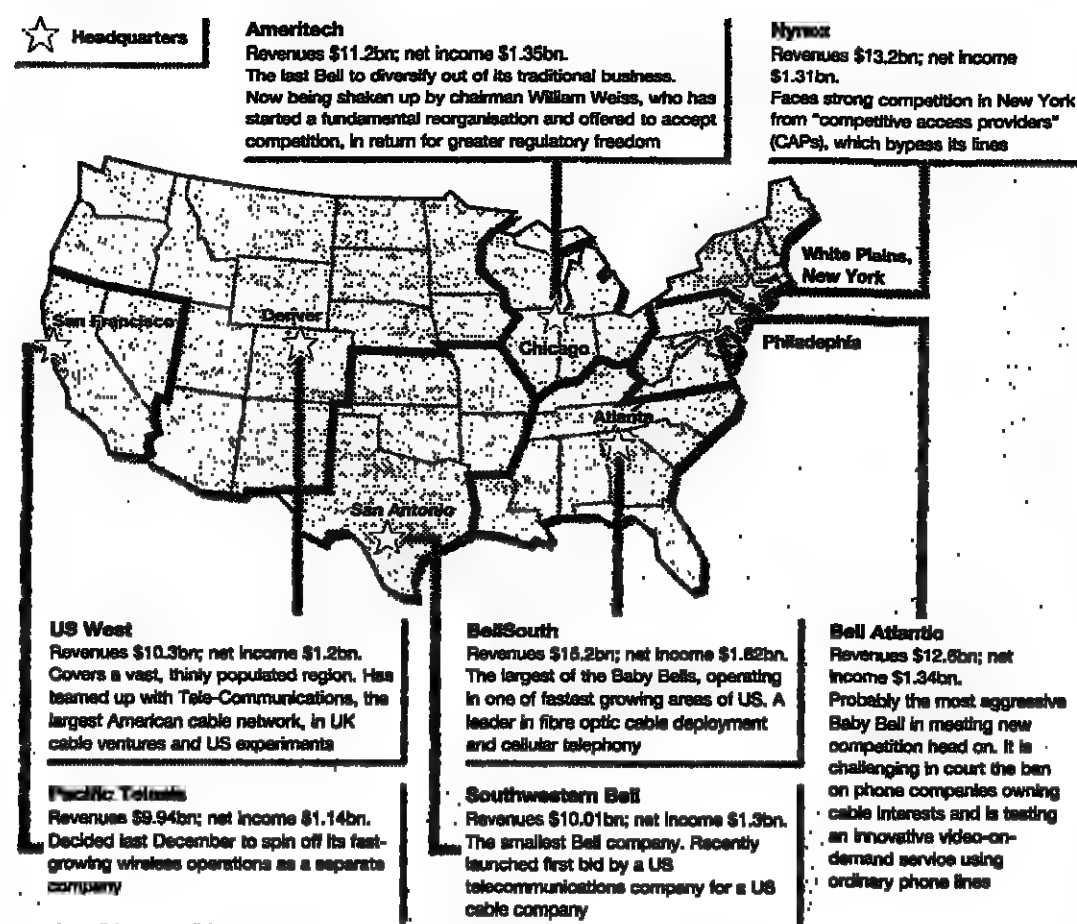 Headquarters
Ameritech
Revenues $11.2bn; net income $1.35bn.
The last Bell to diversify out of its traditional business.
Now being shaken up by chairman William Weiss, who has
started a fundamental reorganisation and offered to accept
competition, in return for greater regulatory freedom
Nynex
Revenues $13.2bn; net income
$1.31bn.
Faces strong competition in New York
from "competitive access providers"
(CAPs), which bypass its lines
White Plains,
New York
San Francisco
Denver
Chicago
Philadephia
Atlanta
San Antonio
US West
Revenues $10.3bn; net income $1.2bn.
Covers a vast, thinly populated region. Has
teamed up with Tele-Communications, the
largest American cable network, in UK
cable ventures and US experiments
BellSouth
Revenues $15.2bn; net income $1.62bn.
The largest of the Baby Bells, operating
in one of fastest growing areas of US. A
leader in fibre optic cable deployment
and cellular telephony
Bell Atlantic
Revenues $12.6bn; net
income $1.34bn.
Probably the most aggressive
Baby Bell in meeting new
competition head on. It is
challenging in court the ban
on phone companies owning
cable interests and is testing
an innovative video-on-
demand service using
ordinary phone lines
Pacific Telesis
Revenues $9.94bn; net income $1.14bn.
Decided last December to spin off its fast-
growing wireless operations as a separate
company
Southwestern Bell
Revenues $10.01bn; net income $1.3bn.
The smallest Bell company. Recently
launched first bid by a US
telecommunications company for a US
cable company